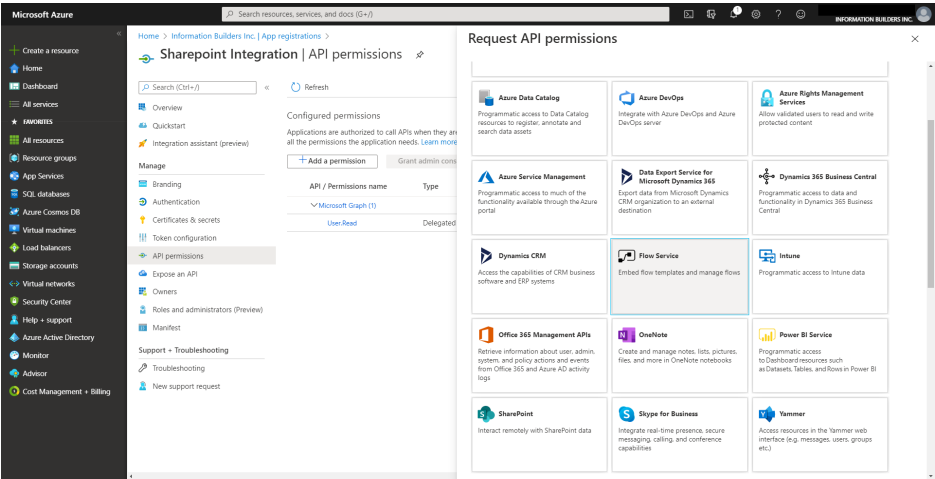 Microsoft Azure
Search resources, services, and docs (G+/)
INFORMATION BUILDERS INC.
Create a resource
Home
Dashboard
All services
FAVORITES
All resources
Resource groups
App Services
SQL databases
Azure Cosmos DB
Virtual machines
Load balancers
Storage accounts
Virtual networks
Security Center
Help + support
Azure Active Directory
Monitor
Advisor
Cost Management + Billing
Home > Information Builders Inc. | App registrations >
Sharepoint Integration | API permissions
Search (Ctrl+/)
Overview
Quickstart
Integration assistant (preview)
Manage
Branding
Authentication
Certificates & secrets
Token configuration
API permissions
Expose an API
Owners
Roles and administrators (Preview)
Manifest
Support + Troubleshooting
Troubleshooting
New support request
Refresh
Configured permissions
Applications are authorized to call APIs when they are
all the permissions the application needs. Learn more
Add a permission
Grant admin cons
API / Permissions name
Type
Microsoft Graph (1)
User.Read
Delegated
Request API permissions
Azure Data Catalog
Programmatic access to Data Catalog
resources to register, annotate and
search data assets
Azure DevOps
Integrate with Azure DevOps and Azure
DevOps server
Azure Rights Management
Services
Allow validated users to read and write
protected content
Azure Service Management
Programmatic access to much of the
functionality available through the Azure
portal
Data Export Service for
Microsoft Dynamics 365
Export data from Microsoft Dynamics
CRM organization to an external
destination
Dynamics 365 Business Central
Programmatic access to data and
functionality in Dynamics 365 Business
Central
Dynamics CRM
Access the capabilities of CRM business
software and ERP systems
Flow Service
Embed flow templates and manage flows
Intune
Programmatic access to Intune data
Office 365 Management APIs
Retrieve information about user, admin,
system, and policy actions and events
from Office 365 and Azure AD activity
logs
OneNote
Create and manage notes, lists, pictures,
files, and more in OneNote notebooks
Power BI Service
Programmatic access
to Dashboard resources such
as Datasets, Tables, and Rows in Power BI
SharePoint
Interact remotely with SharePoint data
Skype for Business
Integrate real-time presence, secure
messaging, calling, and conference
capabilities
Yammer
Access resources in the Yammer web
interface (e.g. messages, users, groups
etc.)